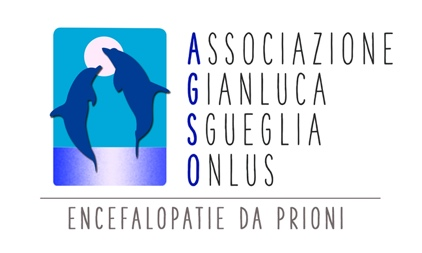 ASSOCIAZIONE
GIANLUCA
SGUEGLIA
ONLUS
ENCEFALOPATIE DA PRIONI